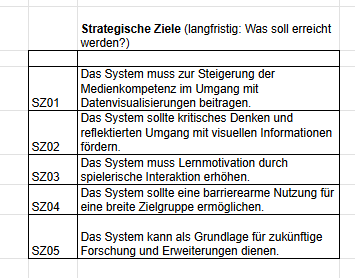 Strategische Ziele (langfristig: Was soll erreicht
werden?)
Das System muss zur Steigerung der
Medienkompetenz im Umgang mit
SZ01 Datenvisualisierungen beitragen.
Das System sollte kritisches Denken und
reflektierten Umgang mit visuellen Informationen
SZ02 fördern.
Das System muss Lernmotivation durch
SZ03 spielerische Interaktion erhöhen.
Das System sollte eine barrierearme Nutzung für
SZ04 eine breite Zielgruppe ermöglichen.
Das System kann als Grundlage für zukünftige
SZ05 Forschung und Erweiterungen dienen.